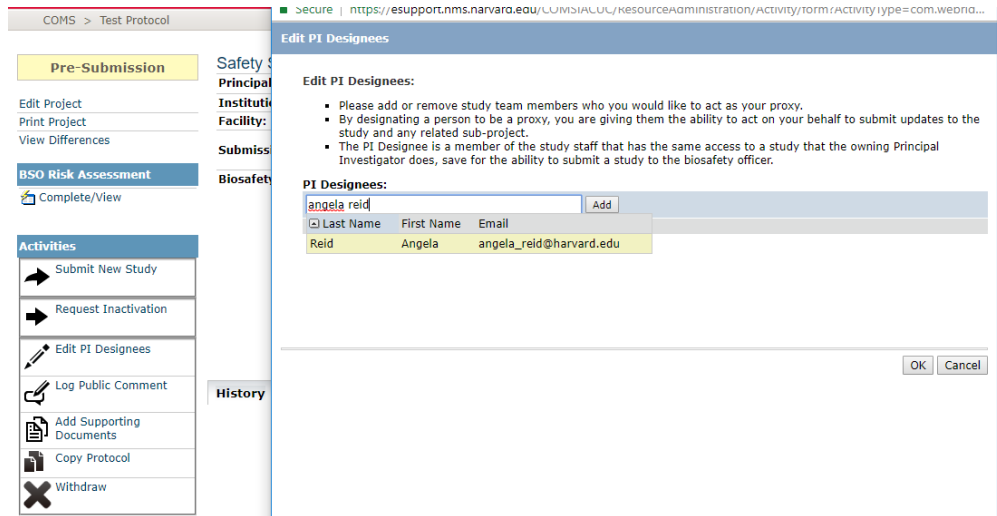 COMS > Test Protocol
Pre-Submission
Edit Project
Print Project
View Differences
BSO Risk Assessment
Complete/View
Activities
Submit New Study
Request Inactivation
Edit PI Designees
Log Public Comment
Add Supporting
Documents
Copy Protocol
Withdraw
Safety
Principal
Institutio
Facility:
Submiss
Biosafety
History
Secure | https://esupport.hms.harvard.edu/COMSIACUC/ResourceAdministration/Activity/form?ActivityType=com.webrid...
Edit PI Designees
Edit PI Designees:
▪ Please add or remove study team members who you would like to act as your proxy.
▪ By designating a person to be a proxy, you are giving them the ability to act on your behalf to submit updates to the
study and any related sub-project.
▪ The PI Designee is a member of the study staff that has the same access to a study that the owning Principal
Investigator does, save for the ability to submit a study to the biosafety officer.
PI Designees:
angela reid Add
Last Name First Name Email
Reid Angela angela_reid@harvard.edu
OK Cancel